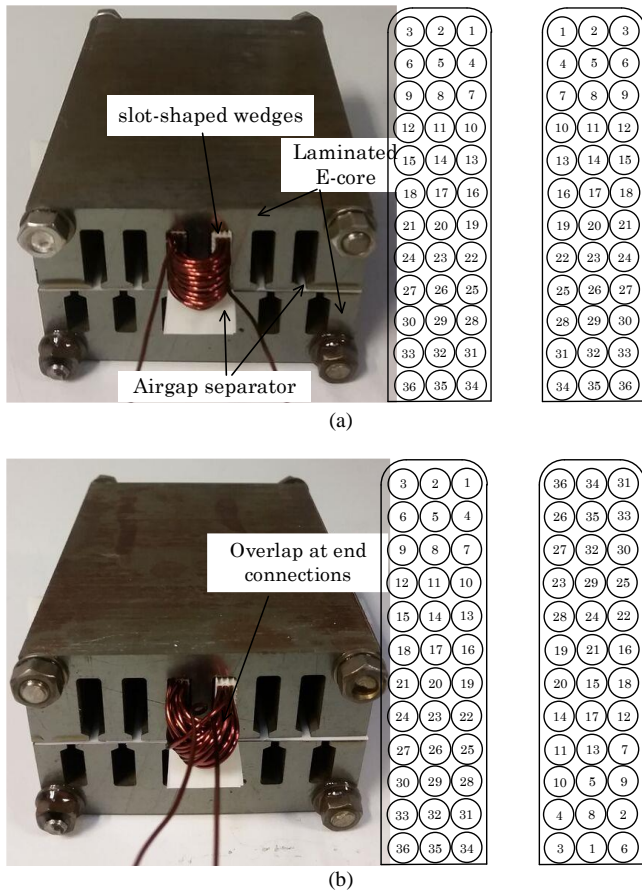 slot-shaped wedges
Laminated
E-core
Airgap separator
3 2 1 1 2 3
6 5 4 4 5 6
9 8 7 7 8 9
12 11 10 10 11 12
15 14 13 13 14 15
18 17 16 16 17 18
21 20 19 19 20 21
24 23 22 22 23 24
27 26 25 25 26 27
30 29 28 28 29 30
33 32 31 31 32 33
36 35 34 34 35 36
(a)
Overlap at end
connections
3 2 1 36 34 31
6 5 4 26 35 33
9 8 7 27 32 30
12 11 10 23 29 25
15 14 13 28 24 22
18 17 16 19 21 16
21 20 19 20 15 18
24 23 22 14 17 12
27 26 25 11 13 7
30 29 28 10 5 9
33 32 31 4 8 2
36 35 34 3 1 6
(b)